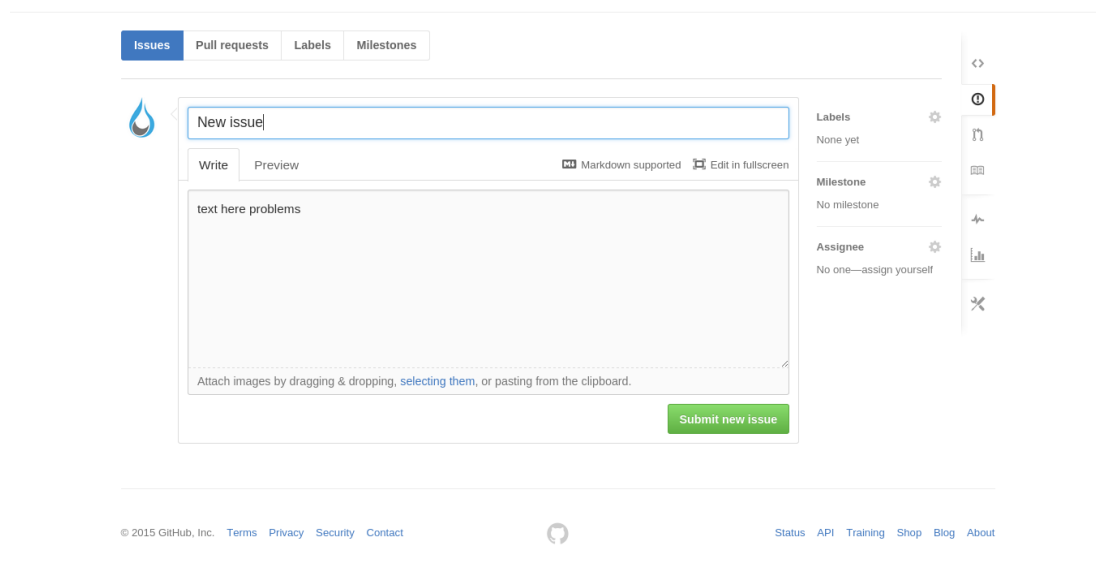 Issues Pull requests Labels Milestones
New issue
Labels
None yet
Write Preview Markdown supported Edit in fullscreen
Milestone
No milestone
text here problems
Assignee
No one—assign yourself
Attach images by dragging & dropping, selecting them, or pasting from the clipboard.
Submit new issue
© 2015 GitHub, Inc. Terms Privacy Security Contact Status API Training Shop Blog About